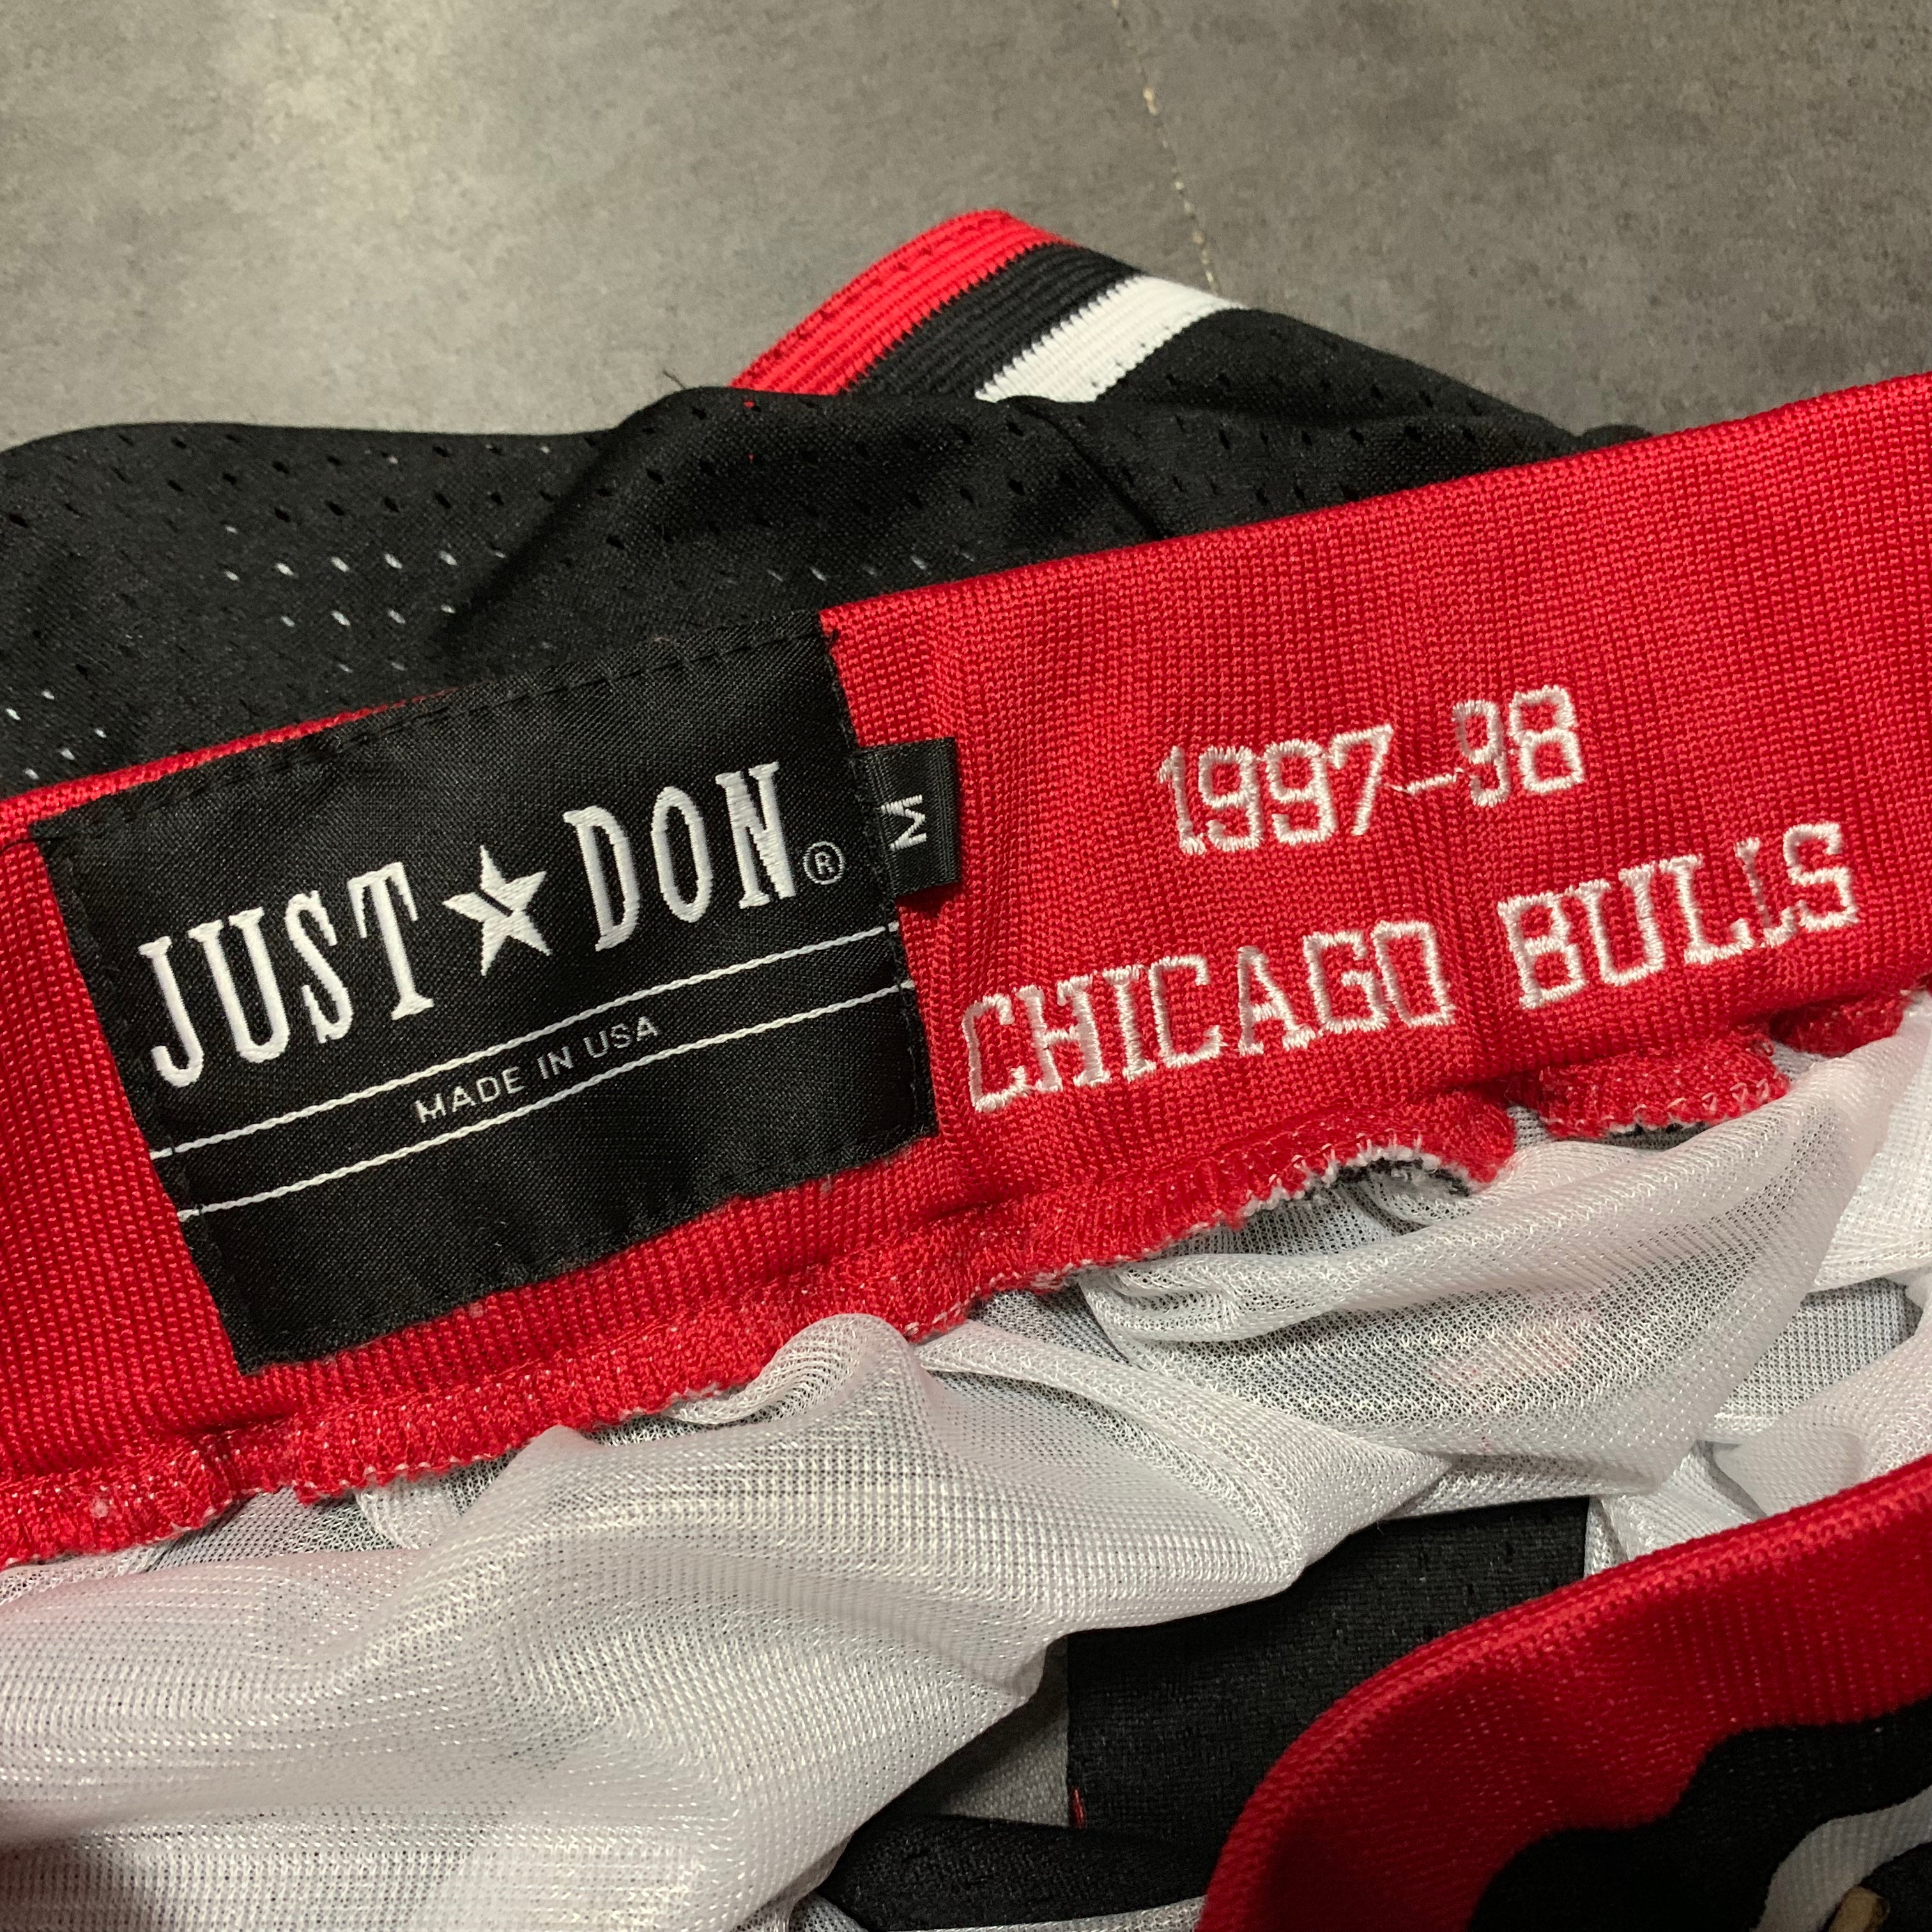 JUST★DON®
MADE IN USA
M
1997-98
CHICAGO BULLS